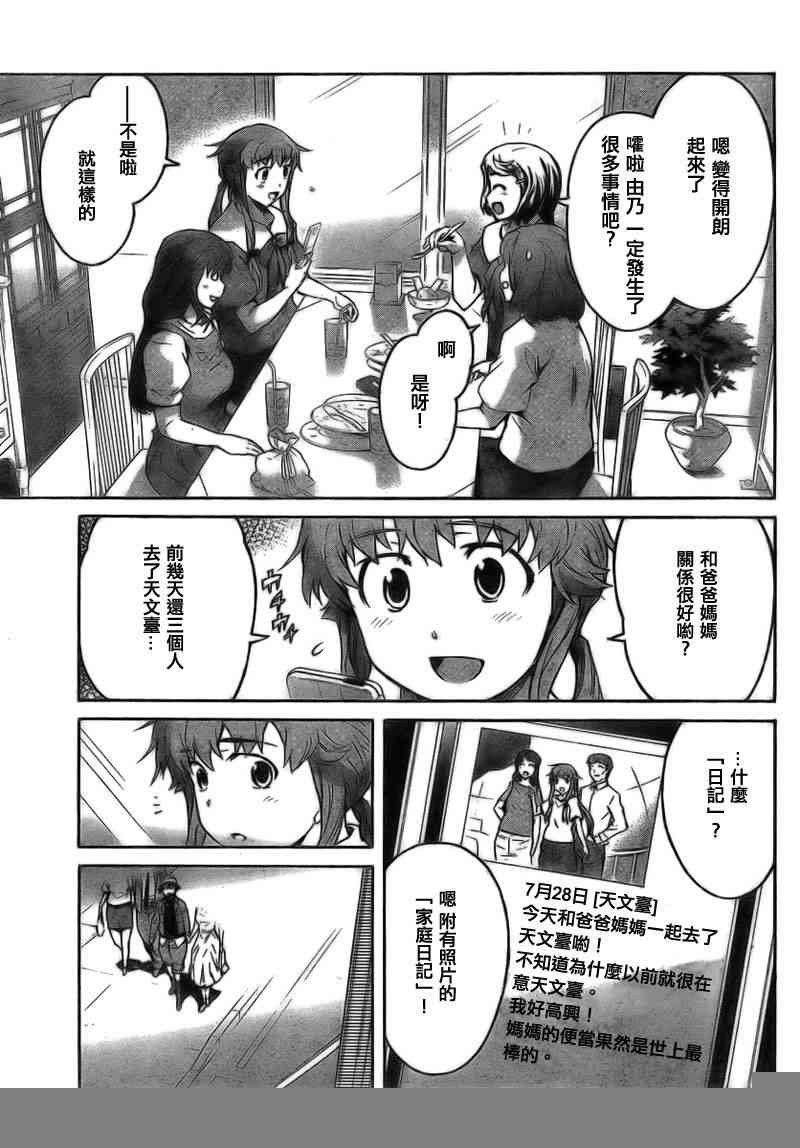 嗯 變得開朗
起來了
嚯啦 由乃 一定發生了
很多事情吧？
啊
是呀！
——不是啦
就這樣的
和爸爸媽媽
關係很好喲？
前幾天還三個人
去了天文臺…
…什麼
「日記」？
嗯 附有照片的
「家庭日記」！
7月28日 [天文臺]
今天和爸爸媽媽一起去了
天文臺喲！
不知道為什麼以前就很在
意天文臺。
我好高興！
媽媽的便當果然是世上最
棒的。